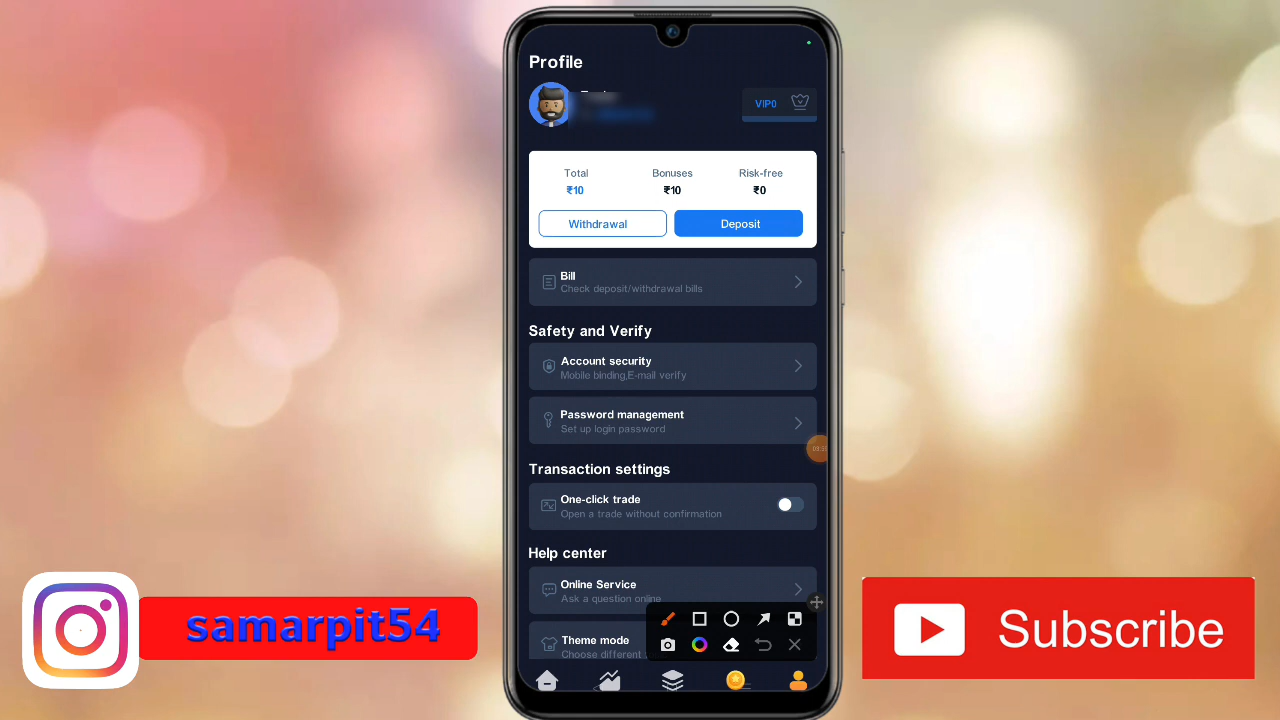 Profile
VIP0
Total Bonuses Risk-free
₹10 ₹10 ₹0
Withdrawal Deposit
Bill
Check deposit/withdrawal bills
Safety and Verify
Account security
Mobile binding,E-mail verify
Password management
Set up login password
Transaction settings
One-click trade
Open a trade without confirmation
Help center
Online Service
Ask a question online
Theme mode
Choose different
samarpit54
Subscribe